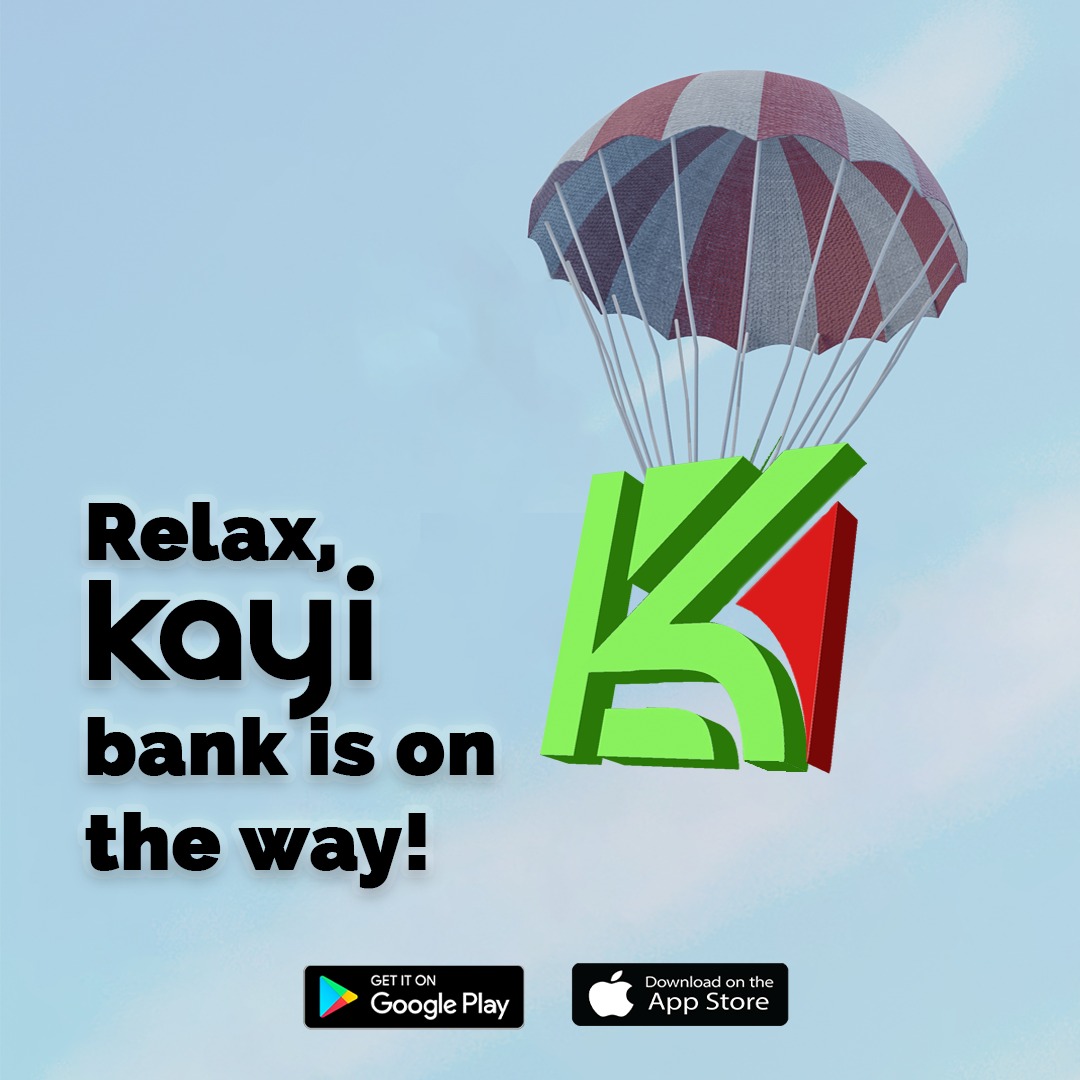 Relax,
kayi
bank is on
the way!
GET IT ON
Google Play
Download on the
App Store